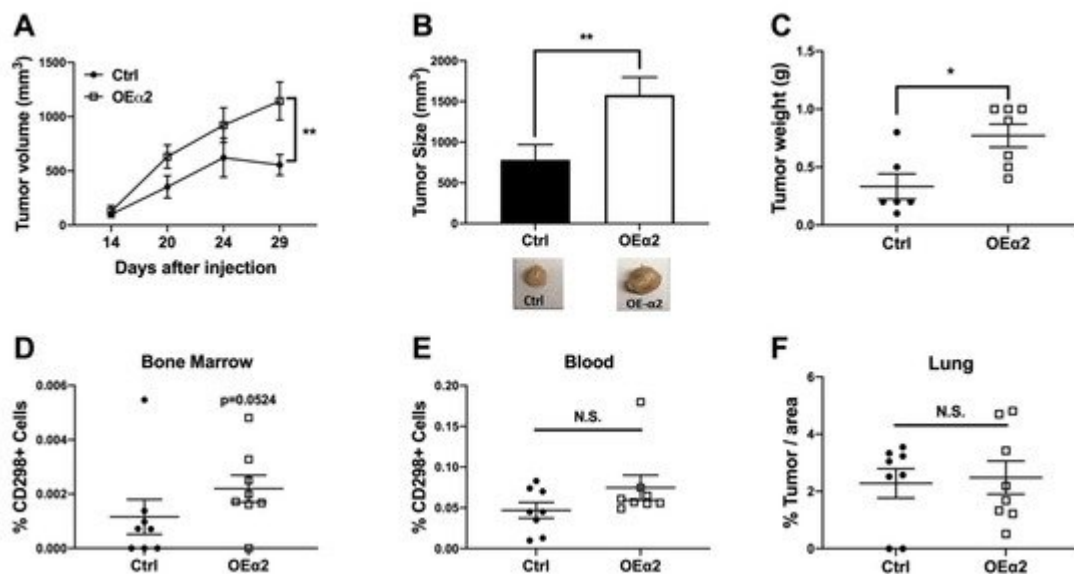 A
Tumor volume (mm³)
1500
1000
500
0
Ctrl
OEα2
**
14 20 24 29
Days after injection
B
Tumor Size (mm³)
2000
1500
1000
500
0
**
Ctrl OEα2
Ctrl
OE-α2
C
Tumor weight (g)
1.5
1.0
0.5
0.0
*
Ctrl OEα2
D
Bone Marrow
% CD298+ Cells
0.006
0.004
0.002
0.000
p=0.0524
Ctrl OEα2
E
Blood
% CD298+ Cells
0.20
0.15
0.10
0.05
0.00
N.S.
Ctrl OEα2
F
Lung
% Tumor / area
6
4
2
0
N.S.
Ctrl OEα2